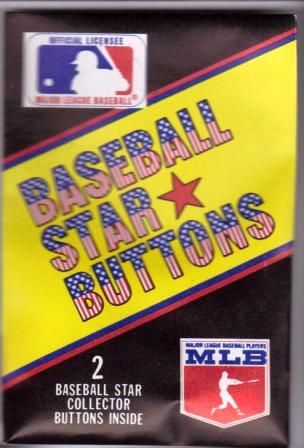 OFFICIAL LICENSEE
MAJOR LEAGUE BASEBALL®
BASEBALL
STAR
BUTTONS
MAJOR LEAGUE BASEBALL PLAYERS
MLB
2
BASEBALL STAR
COLLECTOR
BUTTONS INSIDE